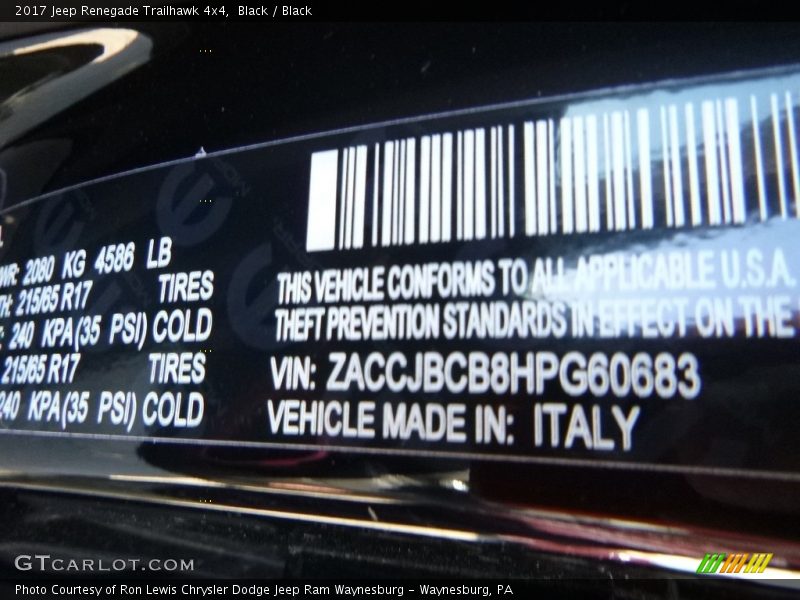 2017 Jeep Renegade Trailhawk 4x4,  Black / Black
2080 KG 4586 LB
215/65 R17 TIRES
240 KPA(35 PSI) COLD
215/65 R17 TIRES
240 KPA(35 PSI) COLD
THIS VEHICLE CONFORMS TO ALL APPLICABLE U.S.A.
THEFT PREVENTION STANDARDS IN EFFECT ON THE
VIN: ZACCJBCB8HPG60683
VEHICLE MADE IN: ITALY
GTCARLOT.COM
Photo Courtesy of Ron Lewis Chrysler Dodge Jeep Ram Waynesburg - Waynesburg, PA